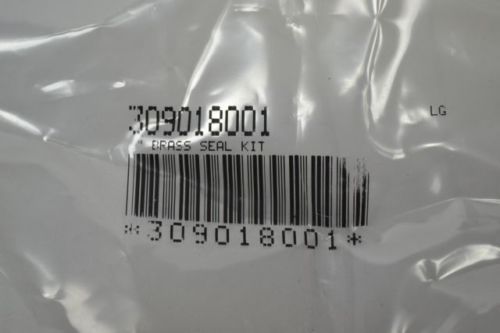 "309018001
LG
" BRASS SEAL KIT
*309018001*